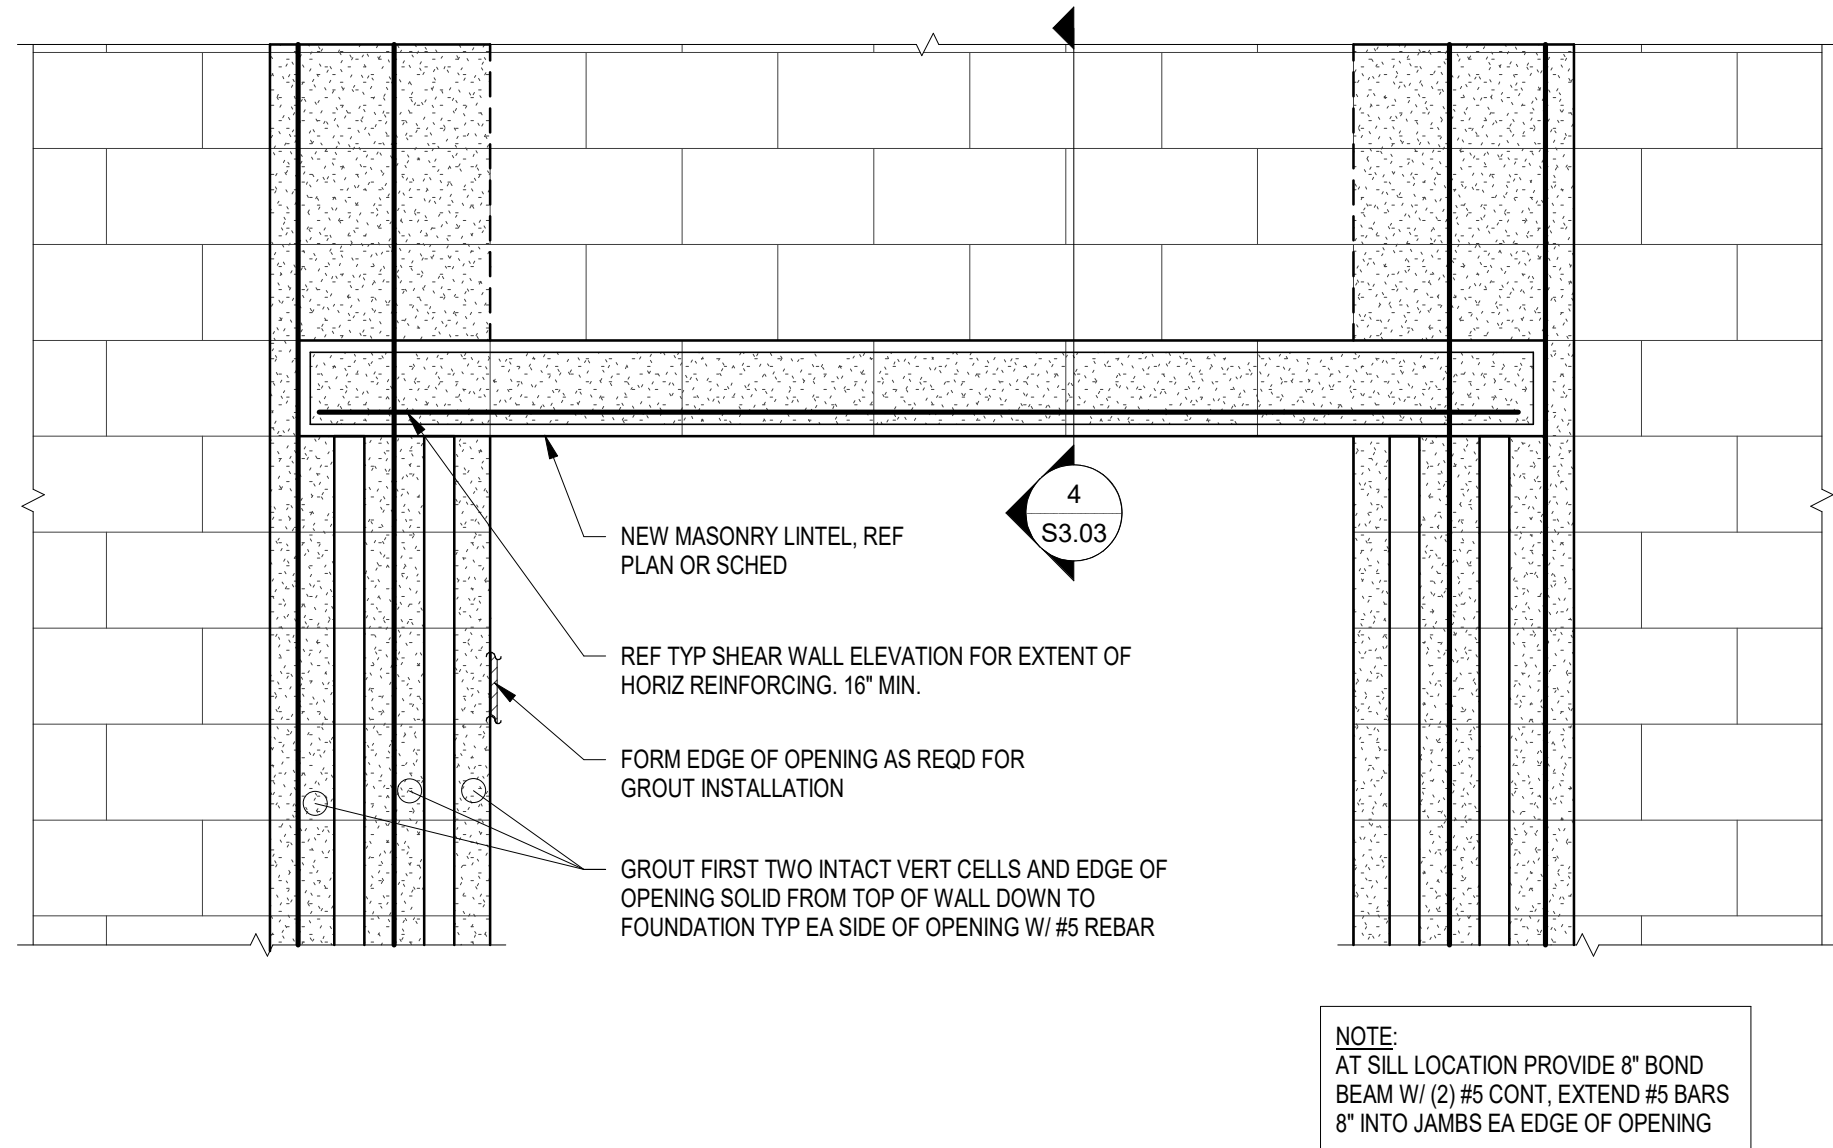 4
S3.03
NEW MASONRY LINTEL, REF
PLAN OR SCHED
REF TYP SHEAR WALL ELEVATION FOR EXTENT OF
HORIZ REINFORCING. 16" MIN.
FORM EDGE OF OPENING AS REQD FOR
GROUT INSTALLATION
GROUT FIRST TWO INTACT VERT CELLS AND EDGE OF
OPENING SOLID FROM TOP OF WALL DOWN TO
FOUNDATION TYP EA SIDE OF OPENING W/ #5 REBAR
NOTE:
AT SILL LOCATION PROVIDE 8" BOND
BEAM W/ (2) #5 CONT, EXTEND #5 BARS
8" INTO JAMBS EA EDGE OF OPENING